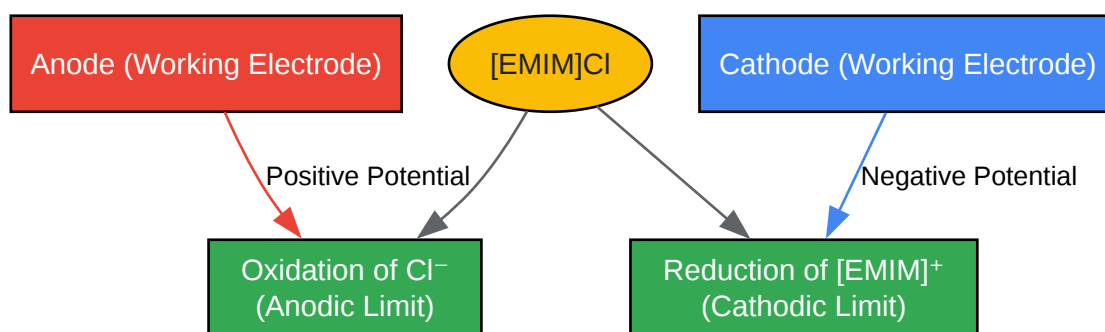 Anode (Working Electrode)
[EMIM]Cl
Cathode (Working Electrode)
Positive Potential
Negative Potential
Oxidation of Cl⁻
(Anodic Limit)
Reduction of [EMIM]⁺
(Cathodic Limit)